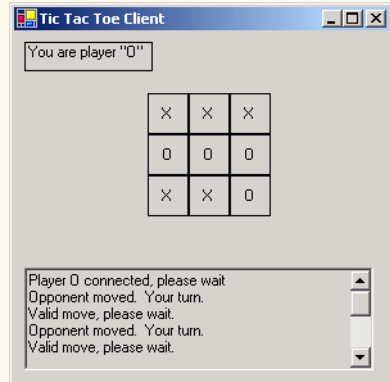 Tic Tac Toe Client
You are player "O"
X X X
O O O
X X O
Player O connected, please wait
Opponent moved.  Your turn.
Valid move, please wait.
Opponent moved.  Your turn.
Valid move, please wait.